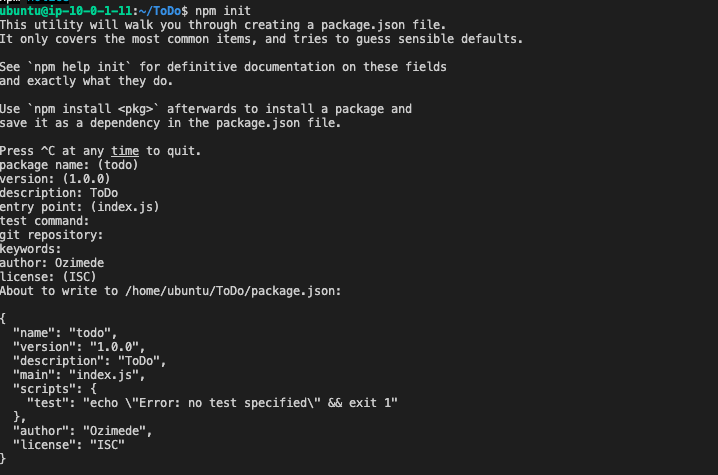 ubuntu@ip-10-0-1-11:~/ToDo$ npm init
This utility will walk you through creating a package.json file.
It only covers the most common items, and tries to guess sensible defaults.
See `npm help init` for definitive documentation on these fields
and exactly what they do.
Use `npm install <pkg>` afterwards to install a package and
save it as a dependency in the package.json file.
Press ^C at any time to quit.
package name: (todo)
version: (1.0.0)
description: ToDo
entry point: (index.js)
test command:
git repository:
keywords:
author: Ozimede
license: (ISC)
About to write to /home/ubuntu/ToDo/package.json:
{
  "name": "todo",
  "version": "1.0.0",
  "description": "ToDo",
  "main": "index.js",
  "scripts": {
    "test": "echo \"Error: no test specified\" && exit 1"
  },
  "author": "Ozimede",
  "license": "ISC"
}